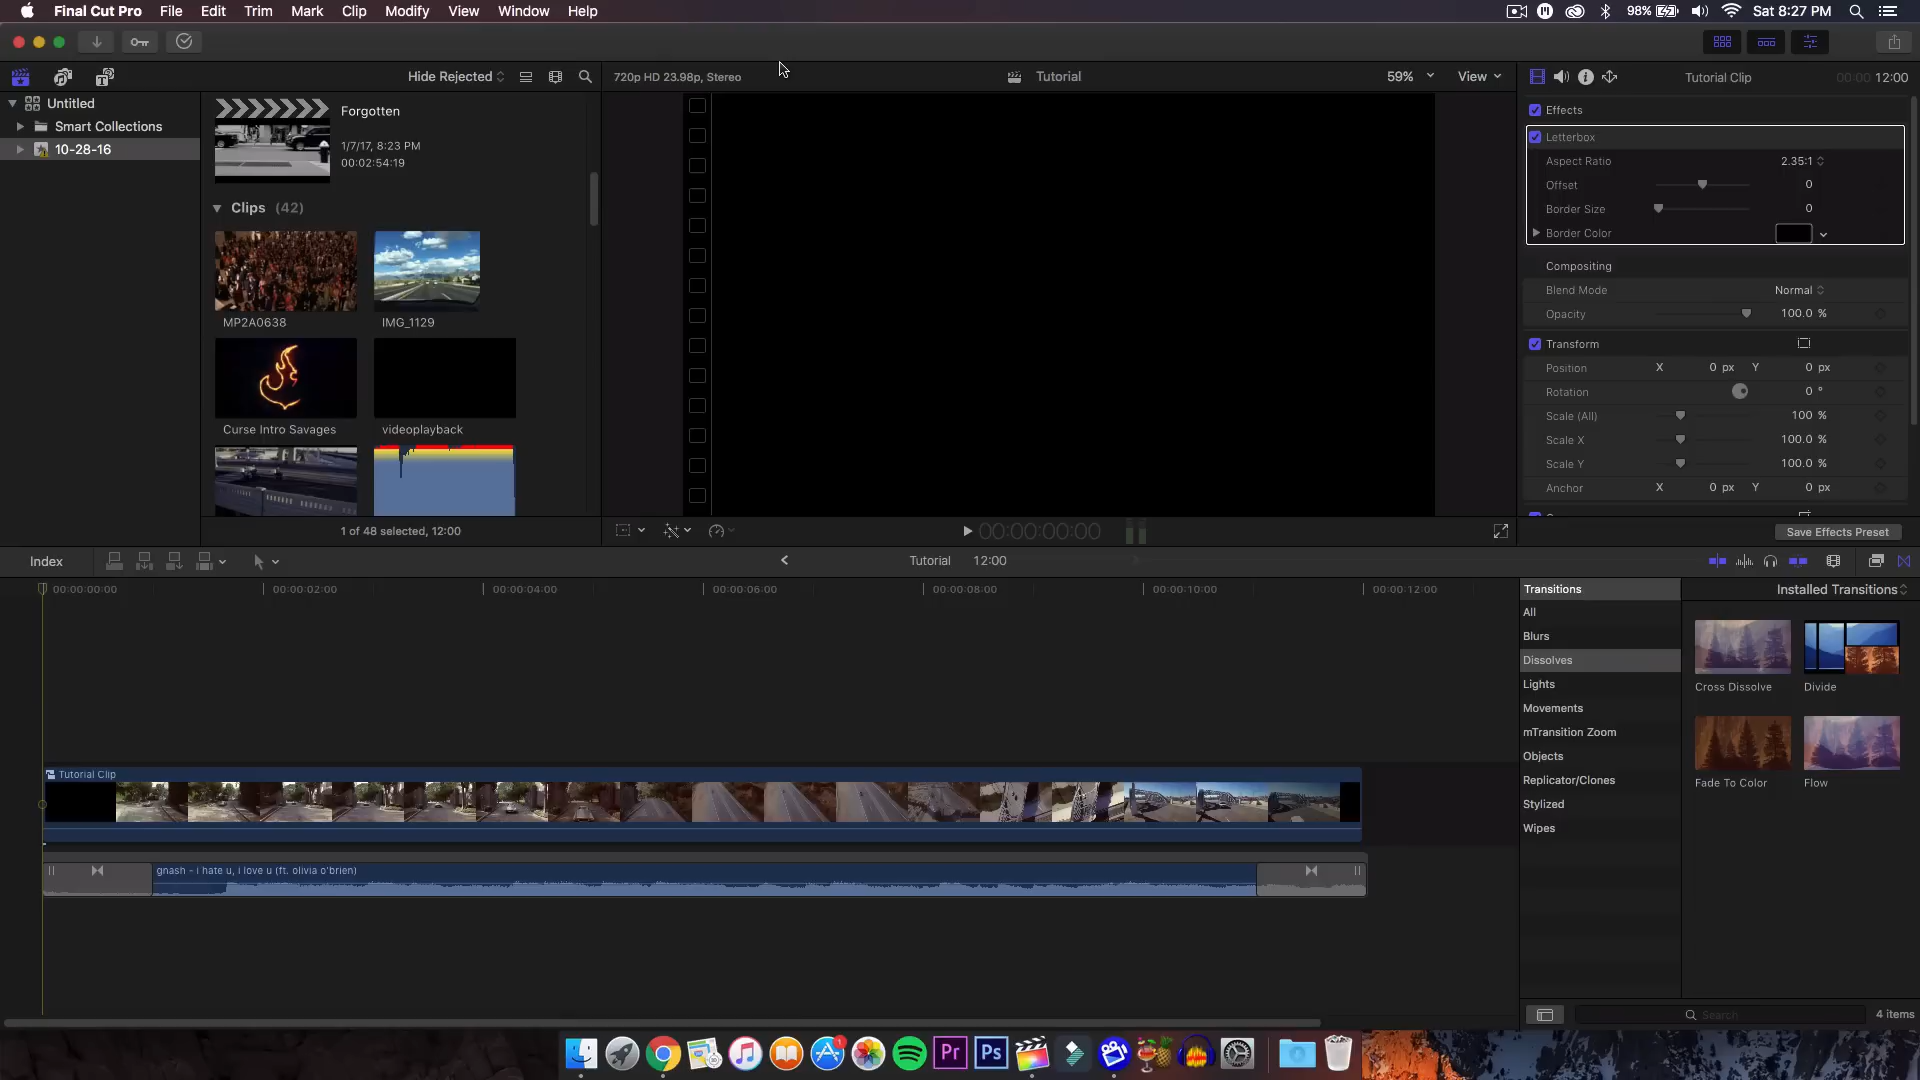 Final Cut Pro File Edit Trim Mark Clip Modify View Window Help
98% Sat 8:27 PM
Hide Rejected
720p HD 23.98p, Stereo
Tutorial
59% View
Tutorial Clip
00:00 12:00
Untitled
Smart Collections
10-28-16
Forgotten
1/7/17, 8:23 PM
00:02:54:19
Clips (42)
MP2A0638
IMG_1129
Curse Intro Savages
videoplayback
1 of 48 selected, 12:00
00:00:00:00
Effects
Letterbox
Aspect Ratio 2.35:1
Offset 0
Border Size 0
Border Color
Compositing
Blend Mode Normal
Opacity 100.0 %
Transform
Position X 0 px Y 0 px
Rotation 0 °
Scale (All) 100 %
Scale X 100.0 %
Scale Y 100.0 %
Anchor X 0 px Y 0 px
Save Effects Preset
Index
Tutorial 12:00
00:00:00:00 00:00:02:00 00:00:04:00 00:00:06:00 00:00:08:00 00:00:10:00 00:00:12:00
Tutorial Clip
gnash - i hate u, i love u (ft. olivia o'brien)
Transitions
Installed Transitions
All
Blurs
Dissolves
Lights
Movements
mTransition Zoom
Objects
Replicator/Clones
Stylized
Wipes
Cross Dissolve
Divide
Fade To Color
Flow
Search
4 items
Pr
Ps
1